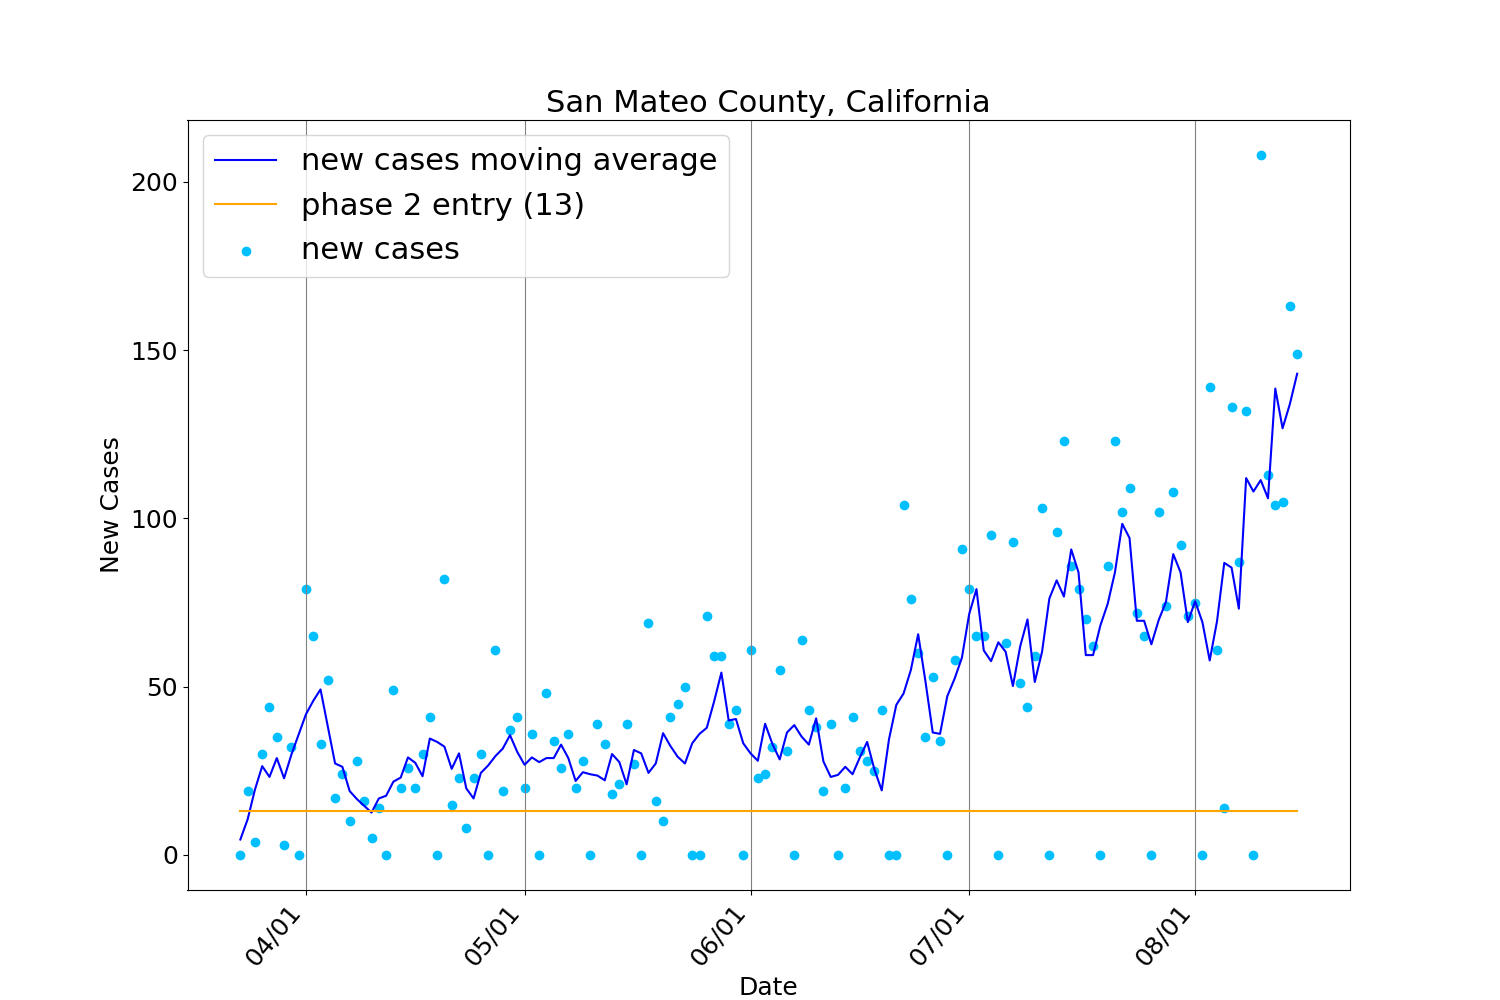 San Mateo County, California
new cases moving average
phase 2 entry (13)
new cases
200
150
100
50
0
New Cases
04/01
05/01
06/01
07/01
08/01
Date